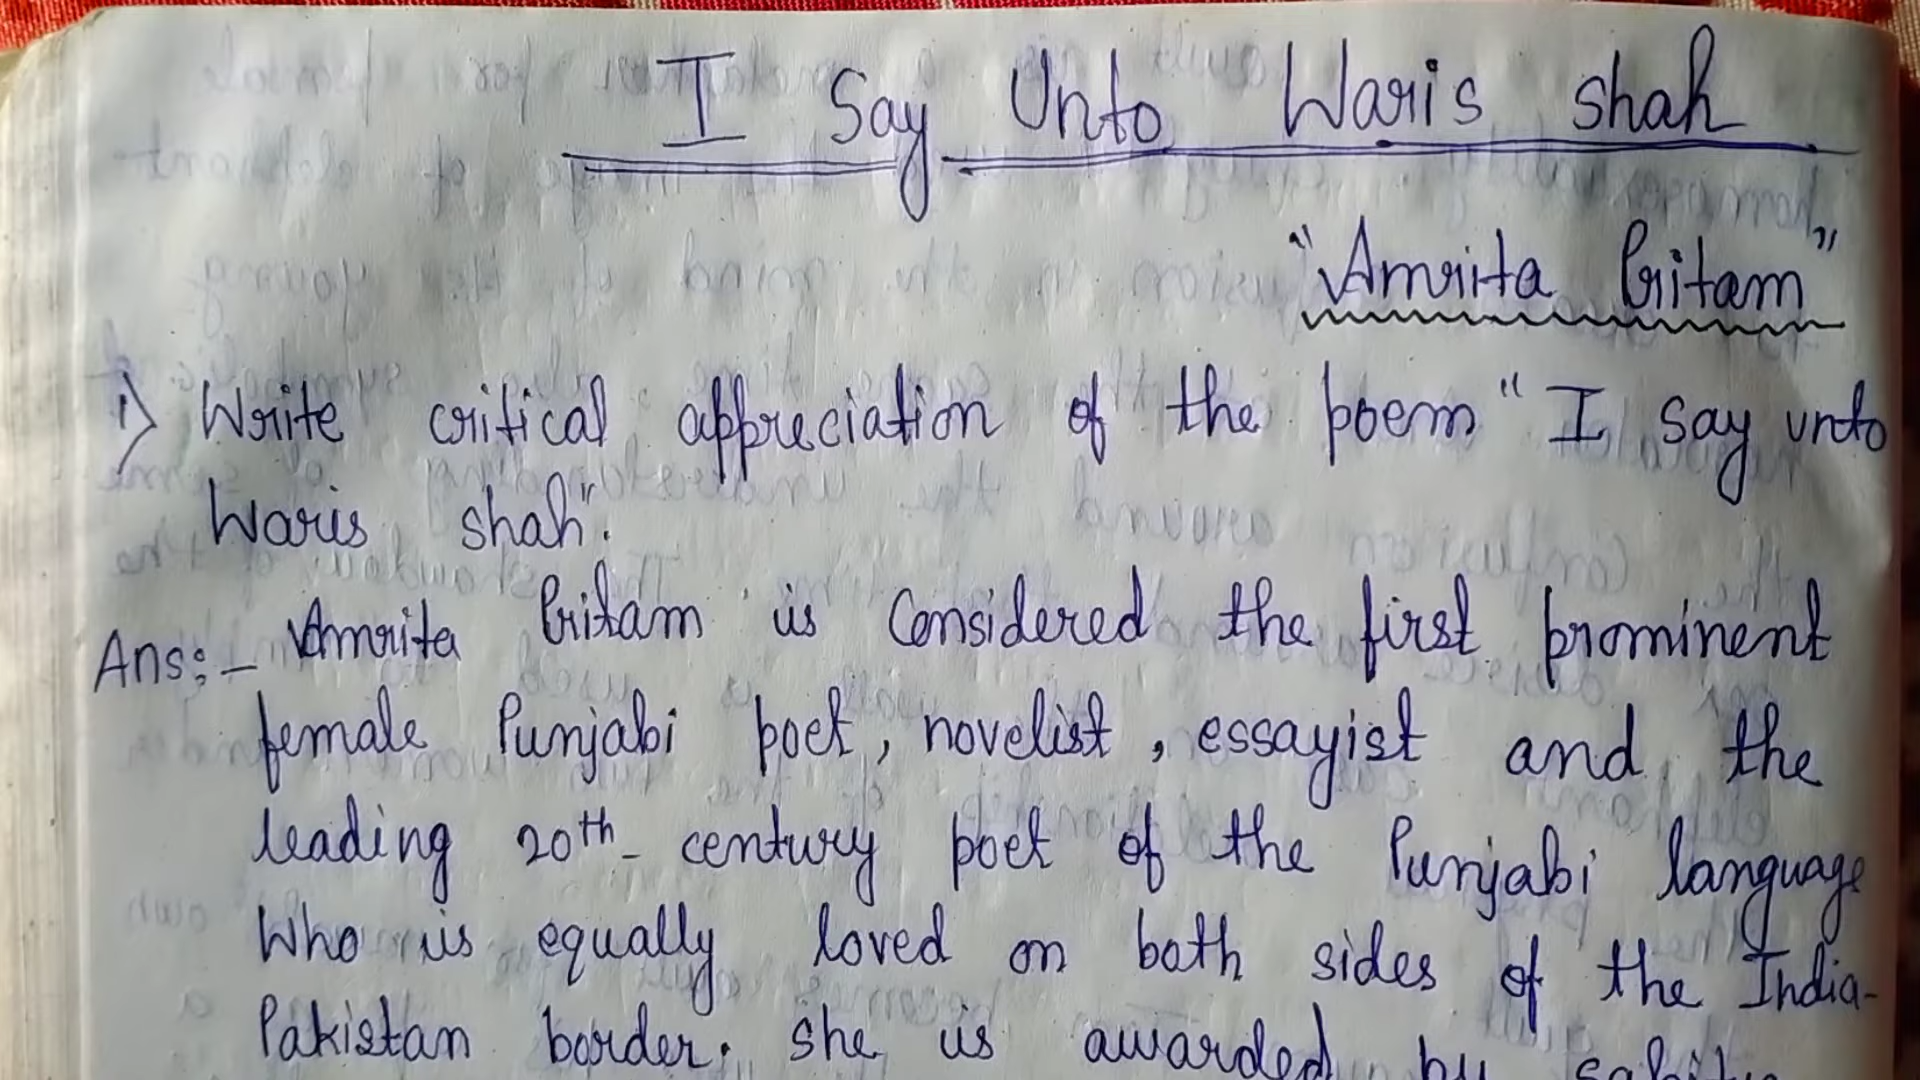 I Say Unto Waris Shah
"Amrita Pritam"
1) Write critical appreciation of the poem "I say unto
Waris shah".
Ans:- Amrita Pritam is Considered the first prominent
female Punjabi poet, novelist, essayist and the
leading 20th- century poet of the Punjabi language
Who is equally loved on both sides of the India-
Pakistan border. she is awarded by